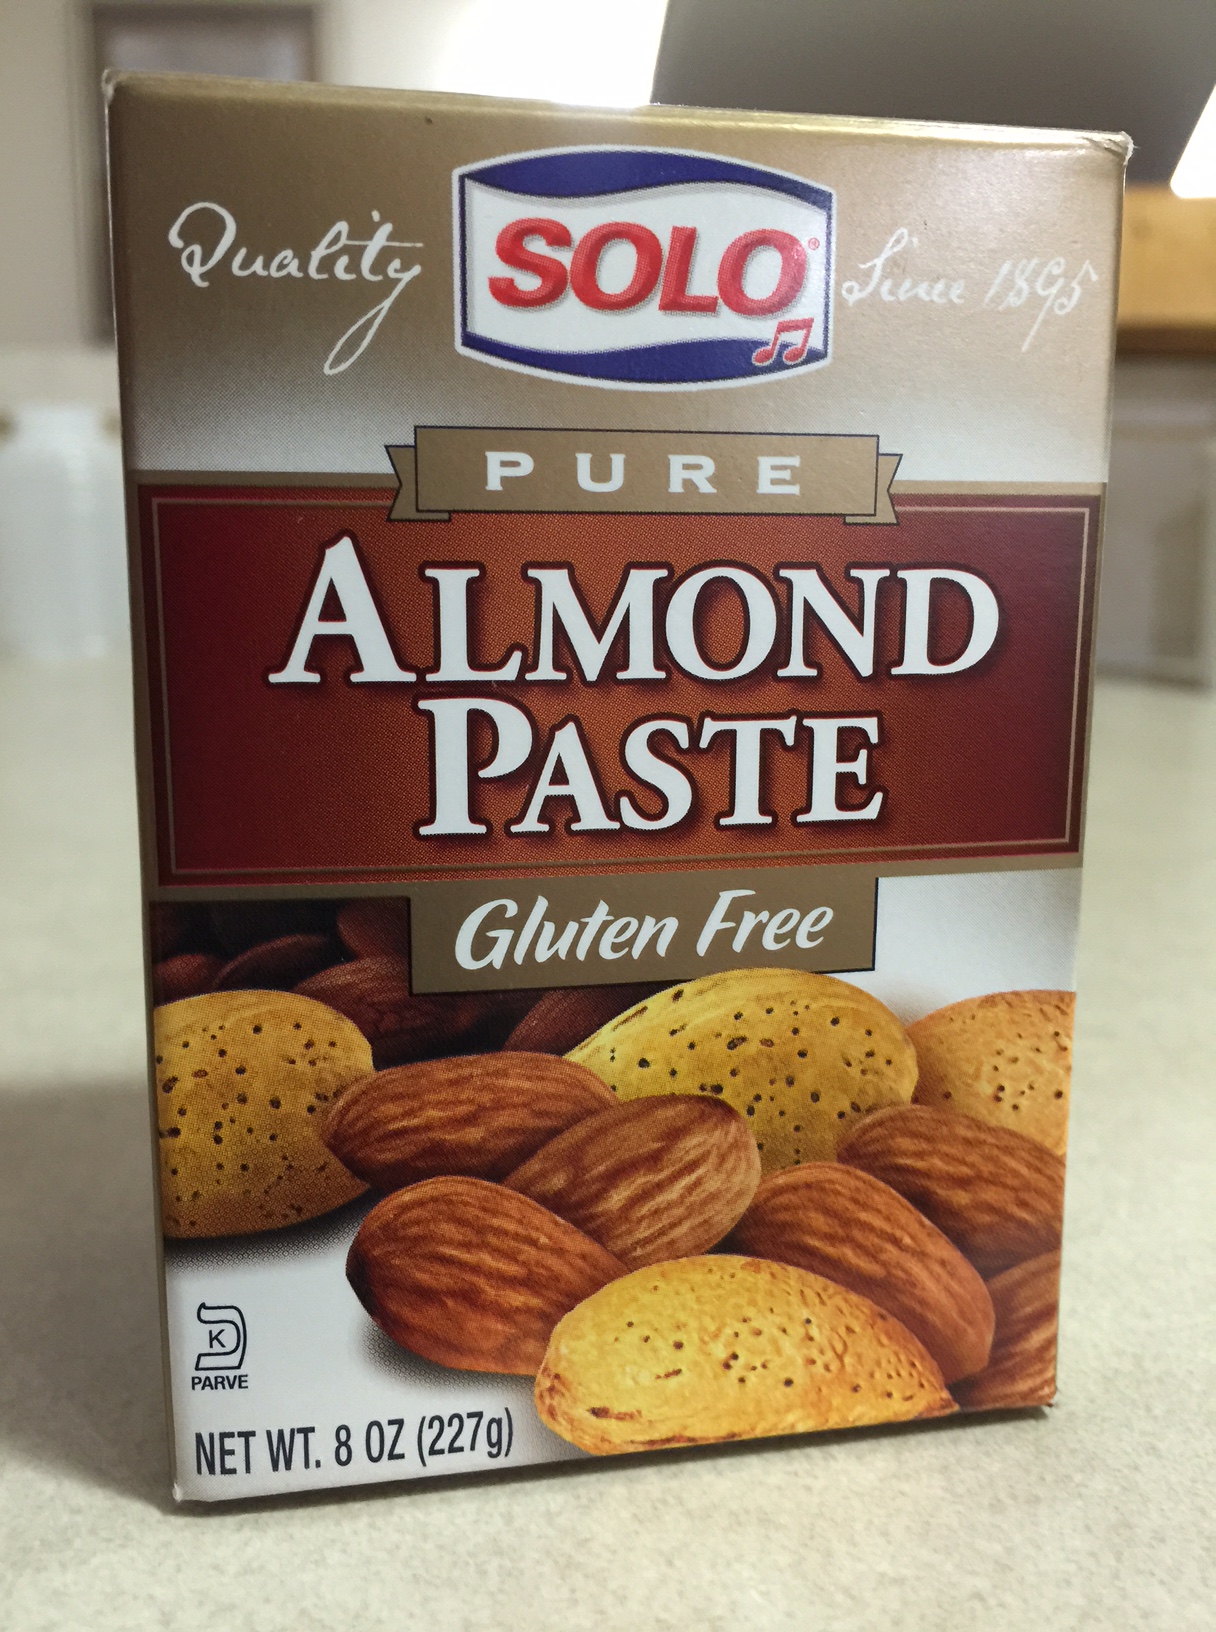 Quality SOLO® Since 1895
PURE
ALMOND
PASTE
Gluten Free
K
PARVE
NET WT. 8 OZ (227g)